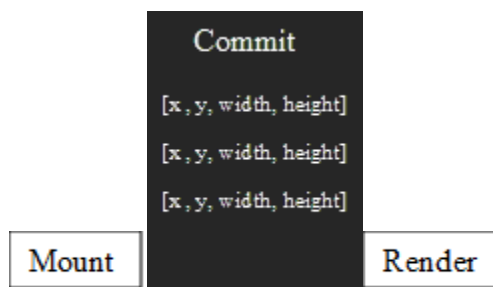 Commit
[x , y, width, height]
[x , y, width, height]
[x , y, width, height]
Mount
Render